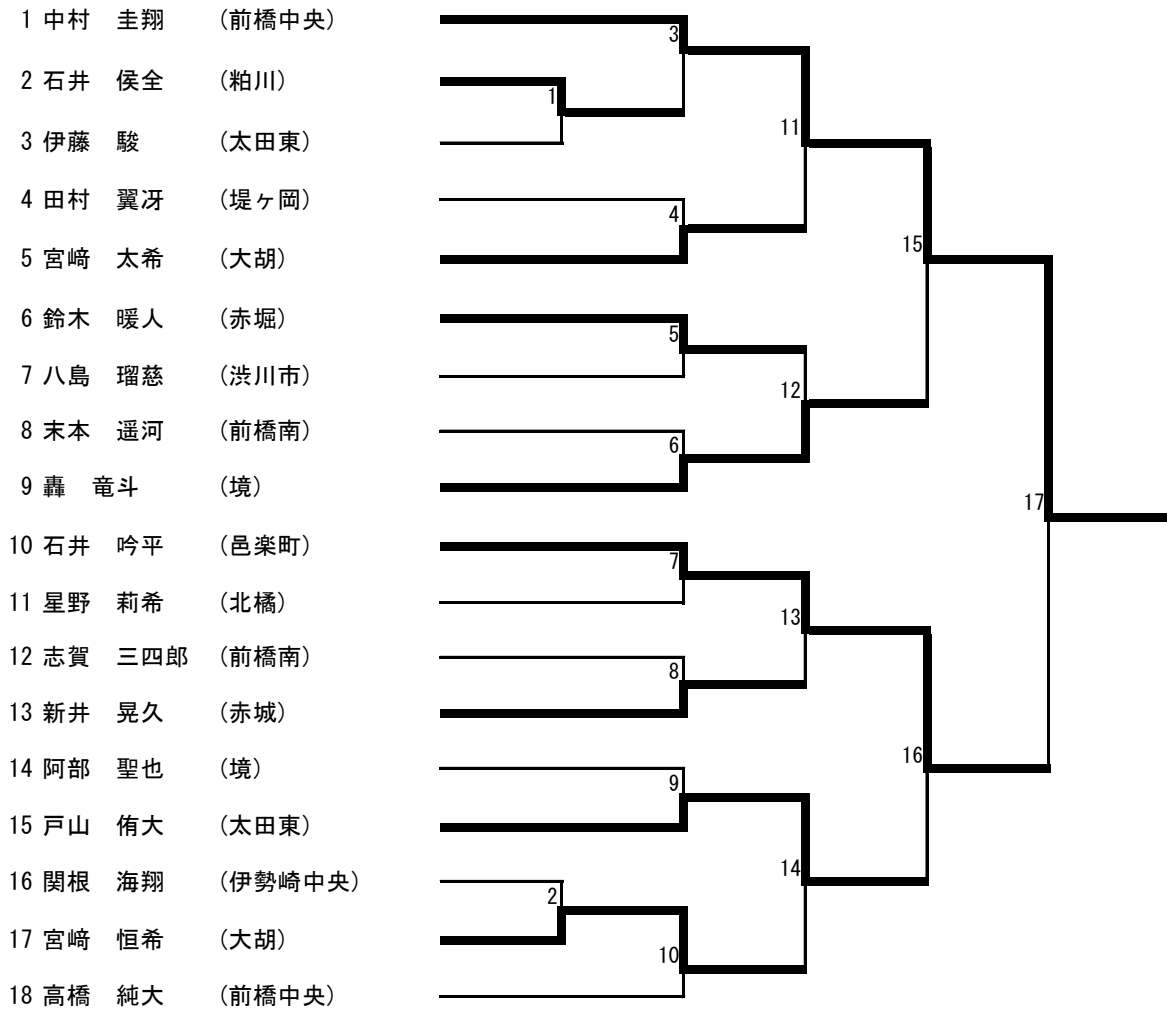 1 中村　圭翔　（前橋中央）
3
2 石井　侯全　（粕川）
1
11
3 伊藤　駿　（太田東）
4 田村　翼冴　（堤ヶ岡）
4
15
5 宮﨑　太希　（大胡）
6 鈴木　暖人　（赤堀）
5
7 八島　瑠慈　（渋川市）
12
8 末本　遥河　（前橋南）
6
9 轟　竜斗　（境）
17
10 石井　吟平　（邑楽町）
7
11 星野　莉希　（北橘）
13
12 志賀　三四郎　（前橋南）
8
13 新井　晃久　（赤城）
16
14 阿部　聖也　（境）
9
15 戸山　侑大　（太田東）
14
16 関根　海翔　（伊勢崎中央）
2
17 宮﨑　恒希　（大胡）
10
18 高橋　純大　（前橋中央）